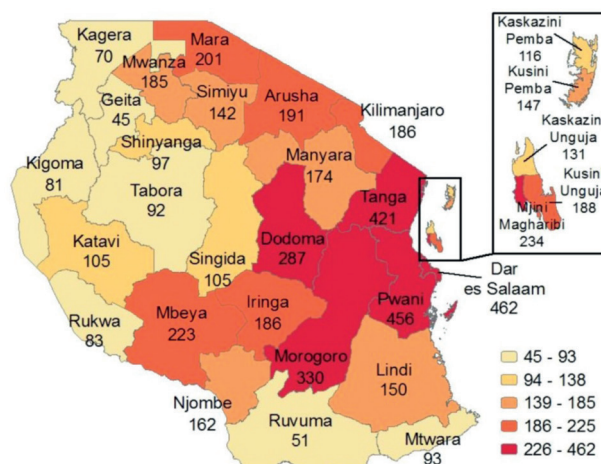 Kagera
70
Mara
201
Mwanza
185
Geita
45
Simiyu
142
Arusha
191
Kilimanjaro
186
Shinyanga
97
Kigoma
81
Tabora
92
Manyara
174
Tanga
421
Dodoma
287
Katavi
105
Singida
105
Dar
es Salaam
462
Rukwa
83
Mbeya
223
Iringa
186
Pwani
456
Morogoro
330
Lindi
150
Njombe
162
Ruvuma
51
Mtwara
93
Kaskazini
Pemba
116
Kusini
Pemba
147
Kaskazini
Unguja
131
Kusini
Unguja
188
Mjini
Magharibi
234
45 - 93
94 - 138
139 - 185
186 - 225
226 - 462